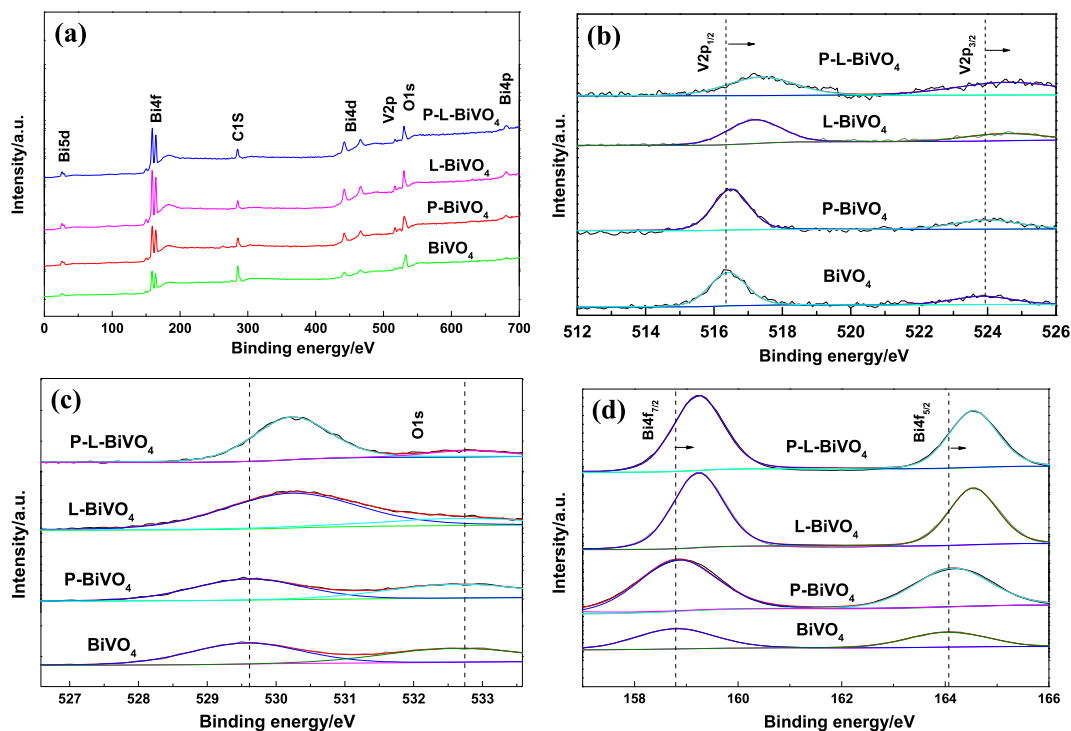 (a)
Intensity/a.u.
Bi5d
Bi4f
C1S
Bi4d
V2p
O1s
Bi4p
P-L-BiVO4
L-BiVO4
P-BiVO4
BiVO4
0 100 200 300 400 500 600 700
Binding energy/eV
(b)
Intensity/a.u.
V2p1/2
V2p3/2
P-L-BiVO4
L-BiVO4
P-BiVO4
BiVO4
512 514 516 518 520 522 524 526
Binding energy/eV
(c)
Intensity/a.u.
O1s
P-L-BiVO4
L-BiVO4
P-BiVO4
BiVO4
527 528 529 530 531 532 533
Binding energy/eV
(d)
Intersity/a.u.
Bi4f7/2
Bi4f5/2
P-L-BiVO4
L-BiVO4
P-BiVO4
BiVO4
158 160 162 164 166
Binding energy/eV